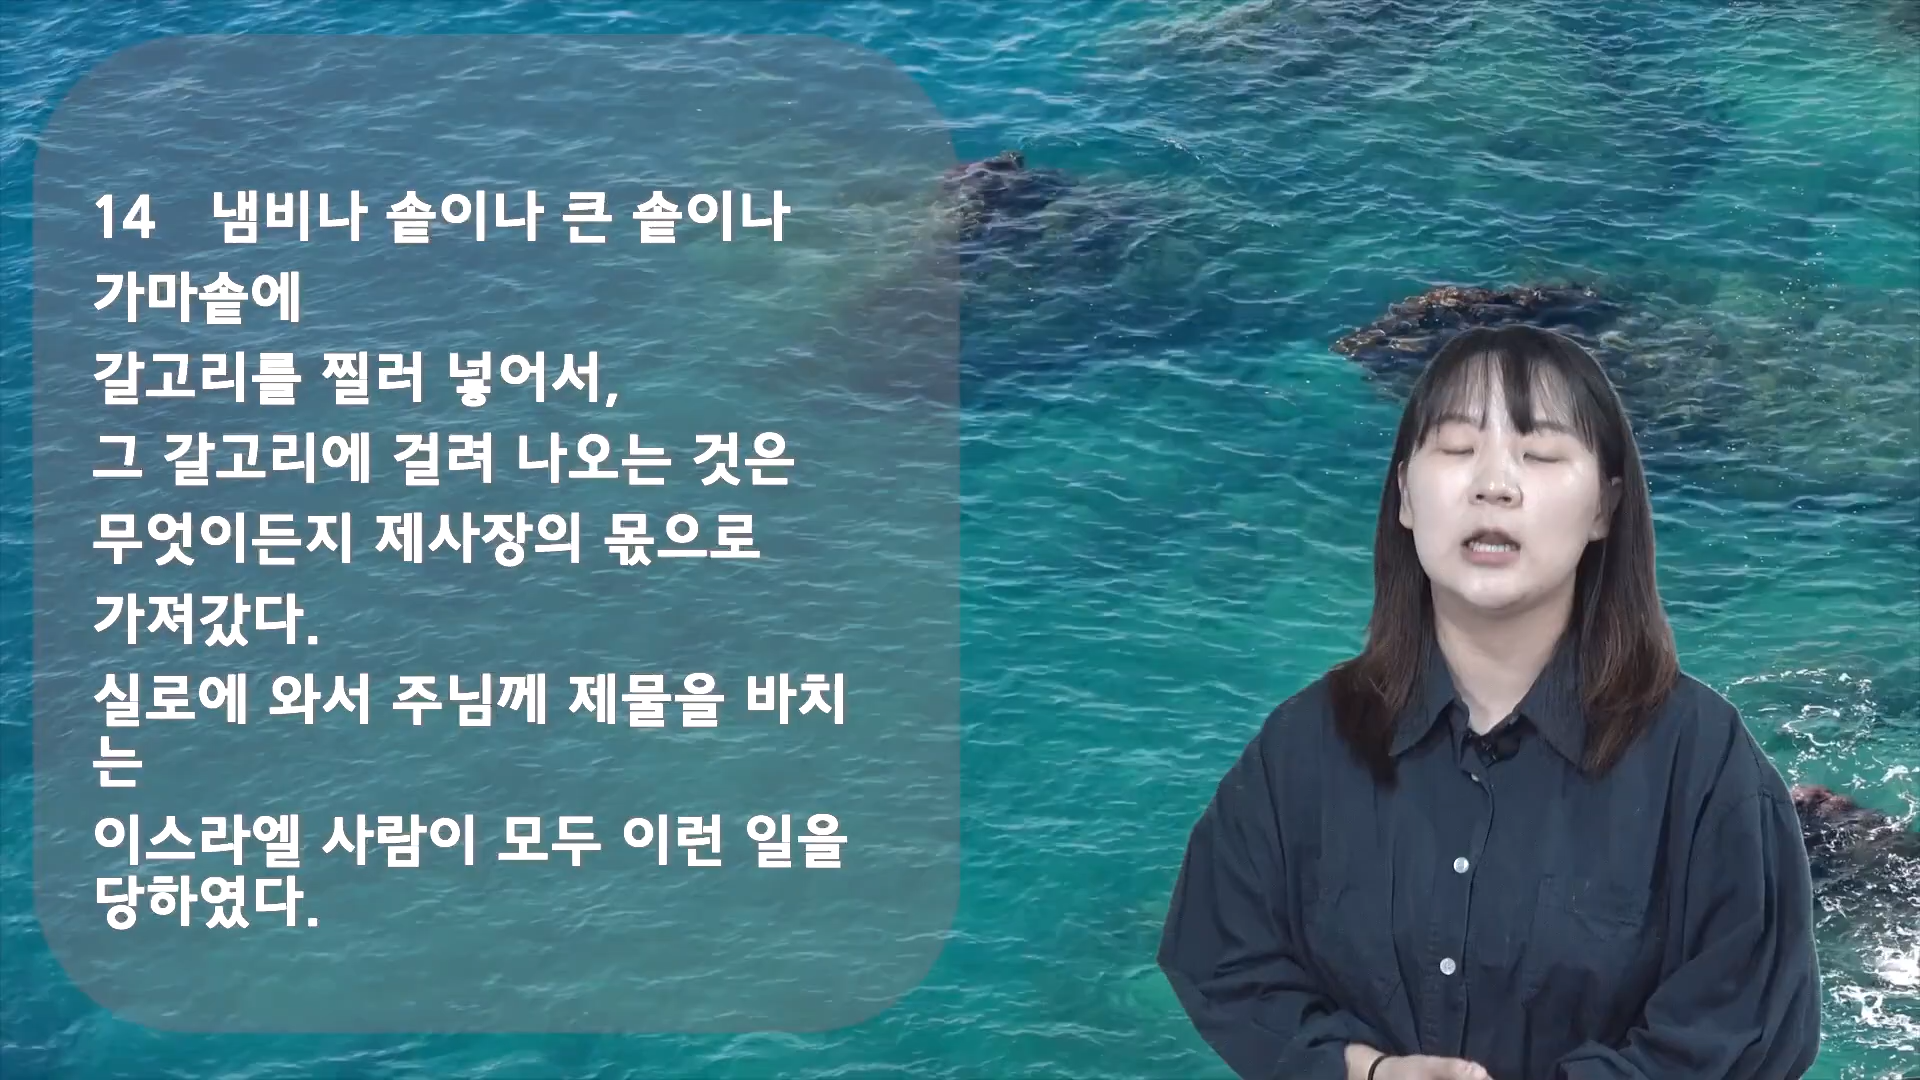 14 냄비나 솥이나 큰 솥이나
가마솥에
갈고리를 찔러 넣어서,
그 갈고리에 걸려 나오는 것은
무엇이든지 제사장의 몫으로
가져갔다.
실로에 와서 주님께 제물을 바치
는
이스라엘 사람이 모두 이런 일을
당하였다.